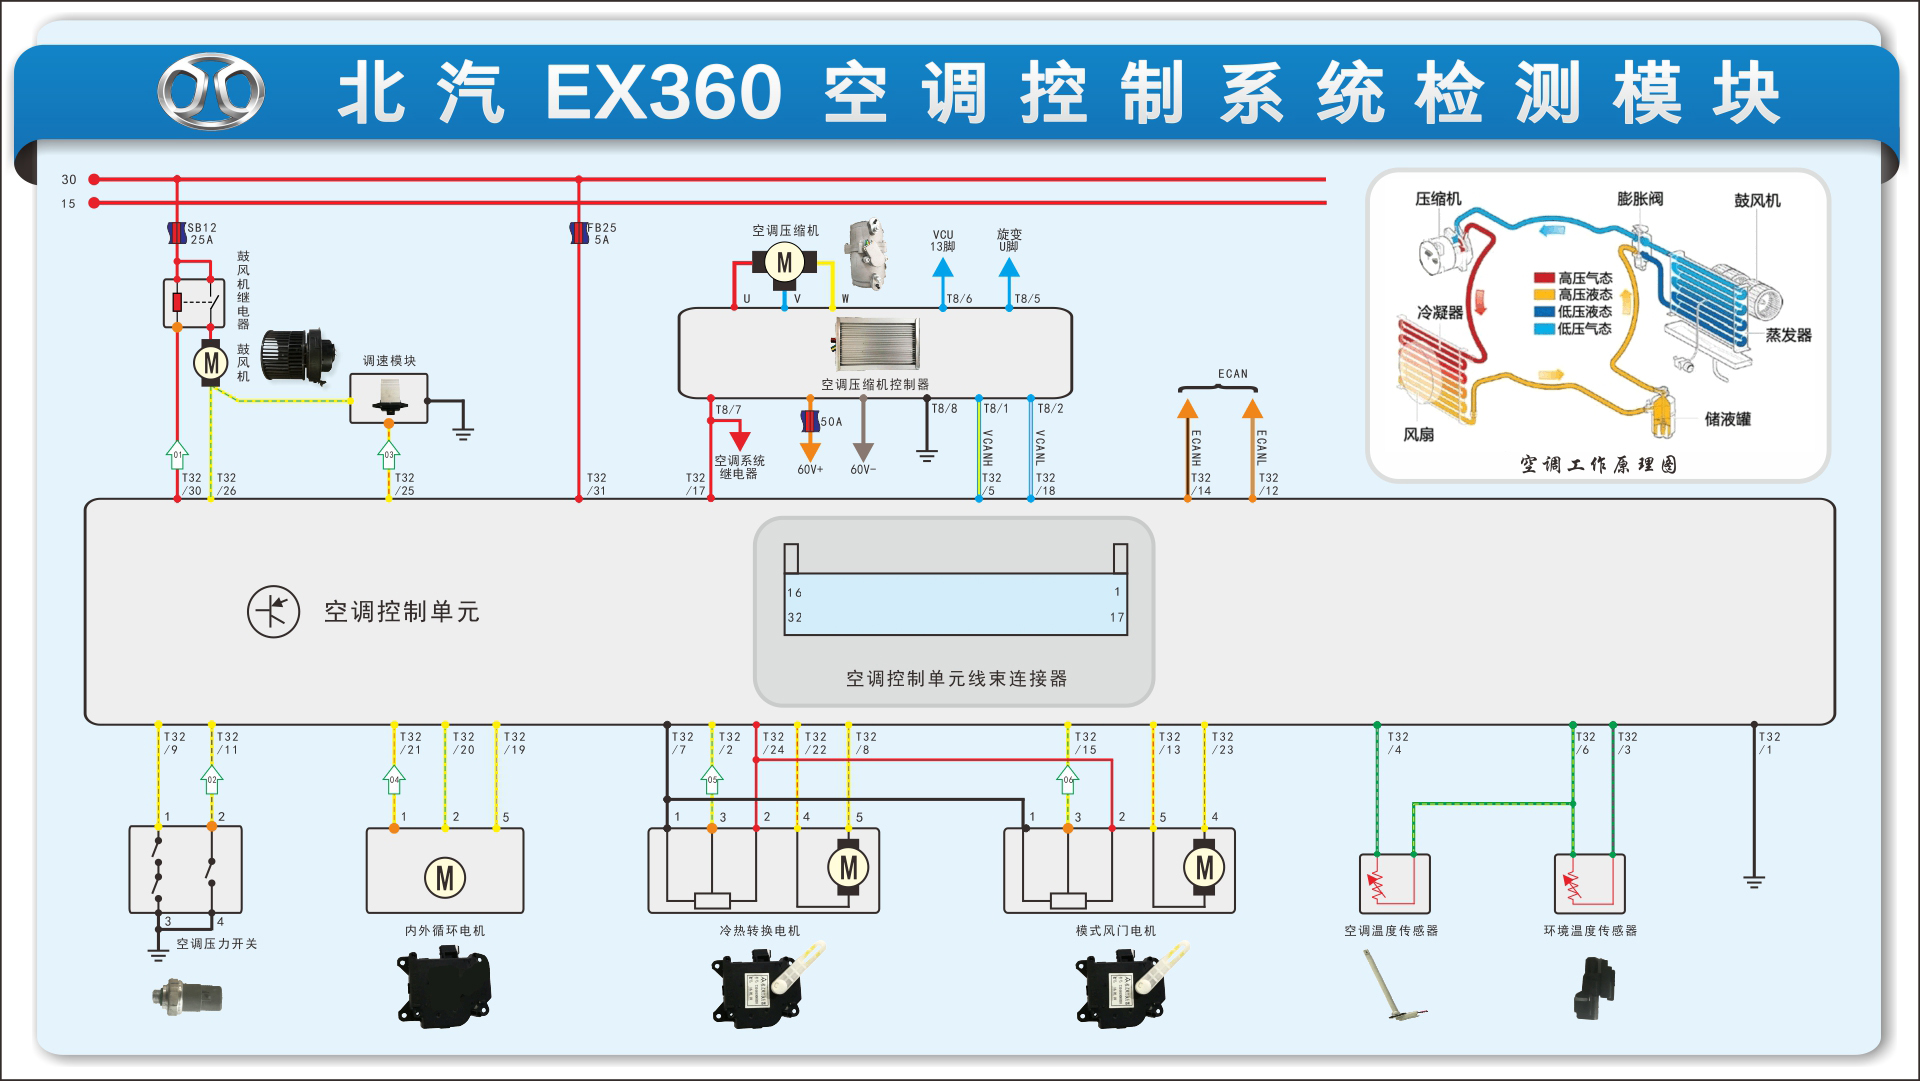 北汽EX360空调控制系统检测模块
30
15
SB12
25A
鼓风机继电器
鼓风机
M
调速模块
01
03
T32
/30
T32
/26
T32
/25
FB25
5A
T32
/31
空调压缩机
M
U
V
W
VCU
13脚
旋变
U脚
T8/6
T8/5
空调压缩机控制器
T8/7
空调系统
继电器
T32
/17
50A
60V+
60V-
T8/8
T8/1
T8/2
VCANH
VCANL
T32
/5
T32
/18
ECAN
ECANH
ECANL
T32
/14
T32
/12
压缩机
膨胀阀
鼓风机
高压气态
高压液态
低压液态
低压气态
冷凝器
蒸发器
储液罐
风扇
空调工作原理图
空调控制单元
16
1
32
17
空调控制单元线束连接器
T32
/9
T32
/11
02
1
2
3
4
空调压力开关
T32
/21
T32
/20
T32
/19
04
1
2
5
M
内外循环电机
T32
/7
T32
/2
T32
/24
T32
/22
T32
/8
05
1
3
2
4
5
M
冷热转换电机
T32
/15
T32
/13
T32
/23
06
1
3
2
5
4
M
模式风门电机
T32
/4
T32
/6
T32
/3
T32
/1
空调温度传感器
环境温度传感器